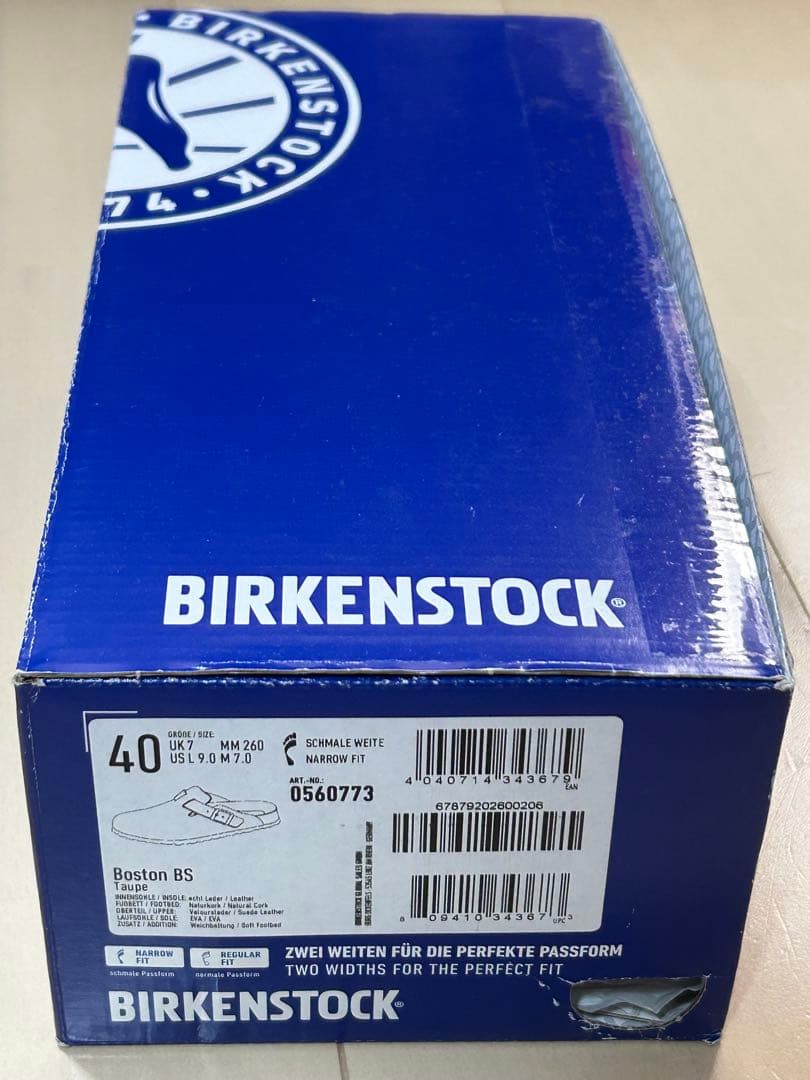 BIRKENSTOCK
74
BIRKENSTOCK®
40
GRÖßE / SIZE:
UK 7 MM 260
US L 9.0 M 7.0
SCHMALE WEITE
NARROW FIT
ART.-NO.:
0560773
4 040714 343679
EAN
67879202600206
8 09410 34367 3
UPC
Boston BS
Taupe
INNENSOHLE / INSOLE: echt Leder / Leather
FUßBETT / FOOTBED: Naturkork / Natural Cork
OBERTEIL / UPPER: Veloursleder / Suede Leather
LAUFSOHLE / SOLE: EVA / EVA
ZUSATZ / ADDITION: Weichbettung / Soft Footbed
NARROW FIT
schmale Passform
REGULAR FIT
normale Passform
ZWEI WEITEN FÜR DIE PERFEKTE PASSFORM
TWO WIDTHS FOR THE PERFECT FIT
BIRKENSTOCK®